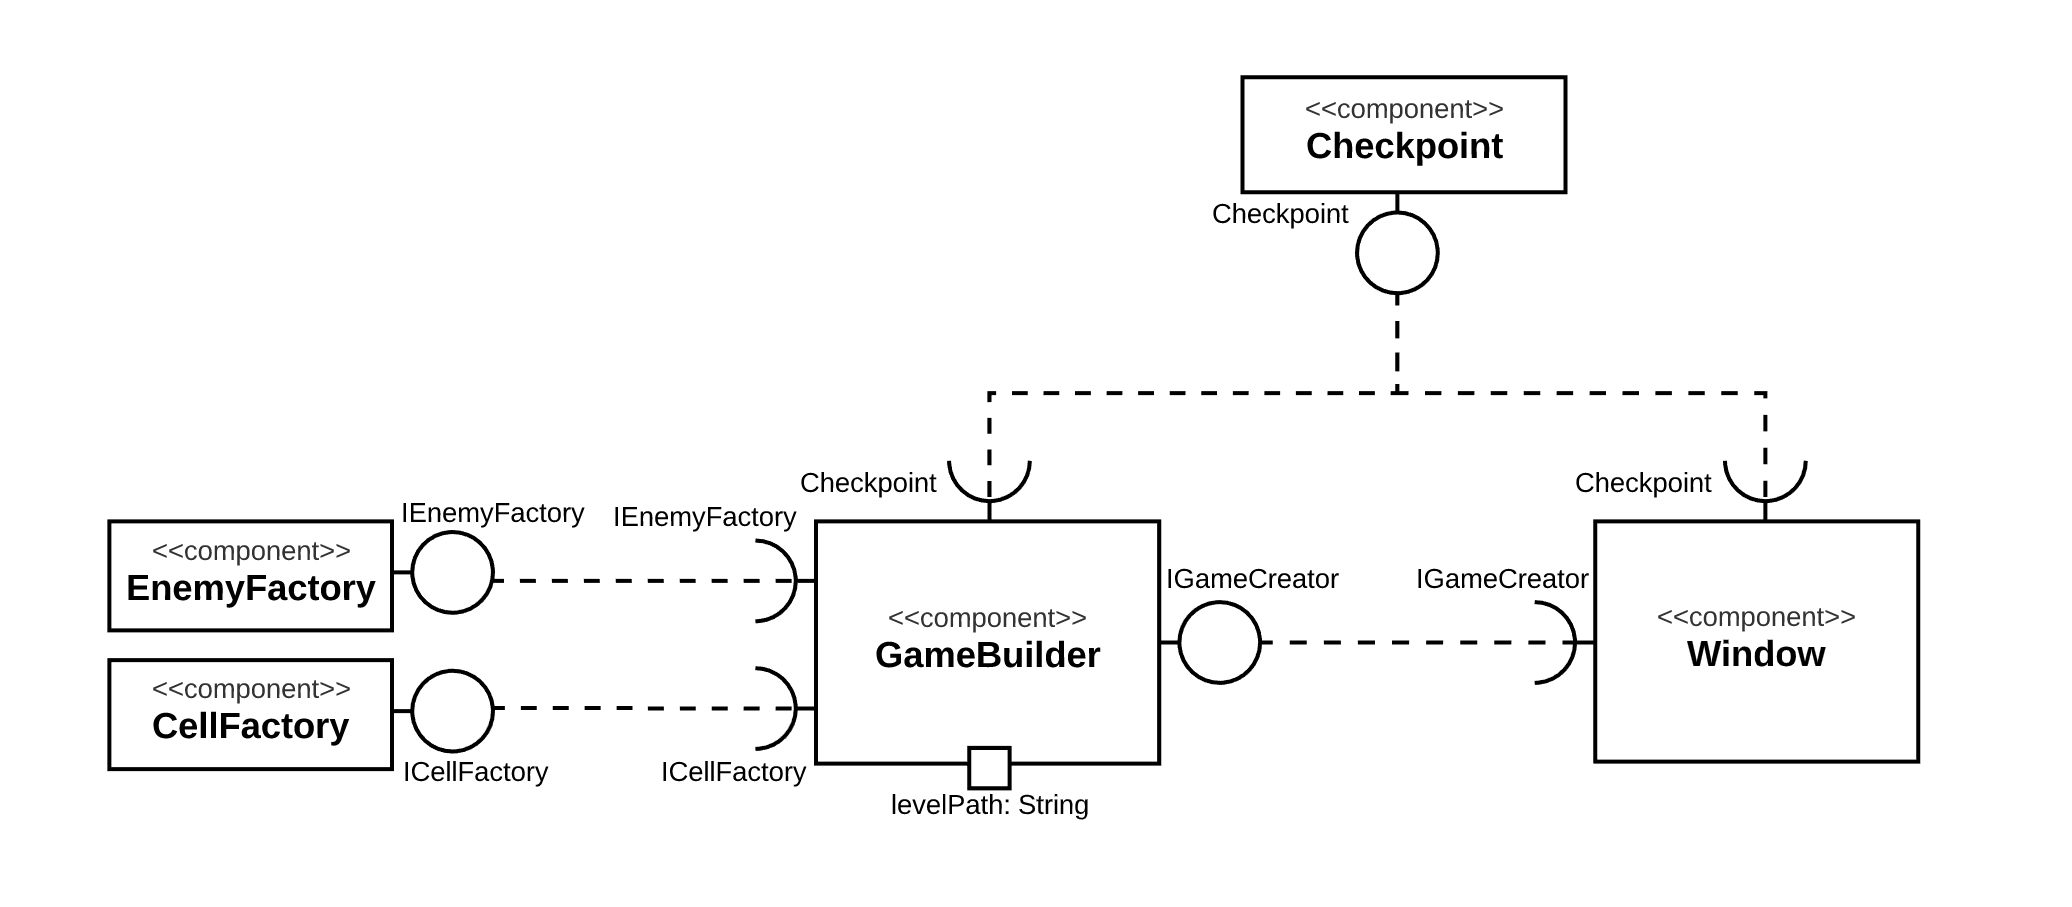 <<component>>
Checkpoint
Checkpoint
Checkpoint
Checkpoint
IEnemyFactory
IEnemyFactory
<<component>>
EnemyFactory
IGameCreator
IGameCreator
<<component>>
GameBuilder
<<component>>
Window
<<component>>
CellFactory
ICellFactory
ICellFactory
levelPath: String